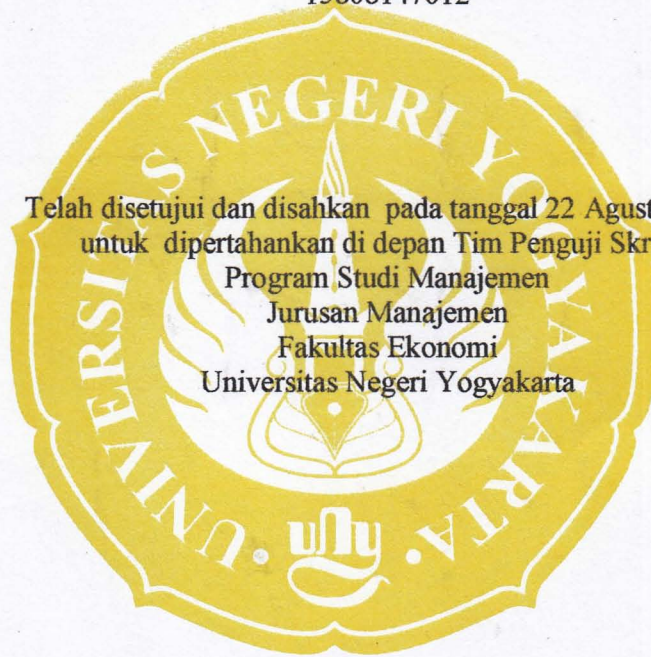 Telah disetujui dan disahkan pada tanggal 22 Agust
untuk dipertahankan di depan Tim Penguji Skr
Program Studi Manajemen
Jurusan Manajemen
Fakultas Ekonomi
Universitas Negeri Yogyakarta
UNIVERSITAS NEGERI YOGYAKARTA
uny